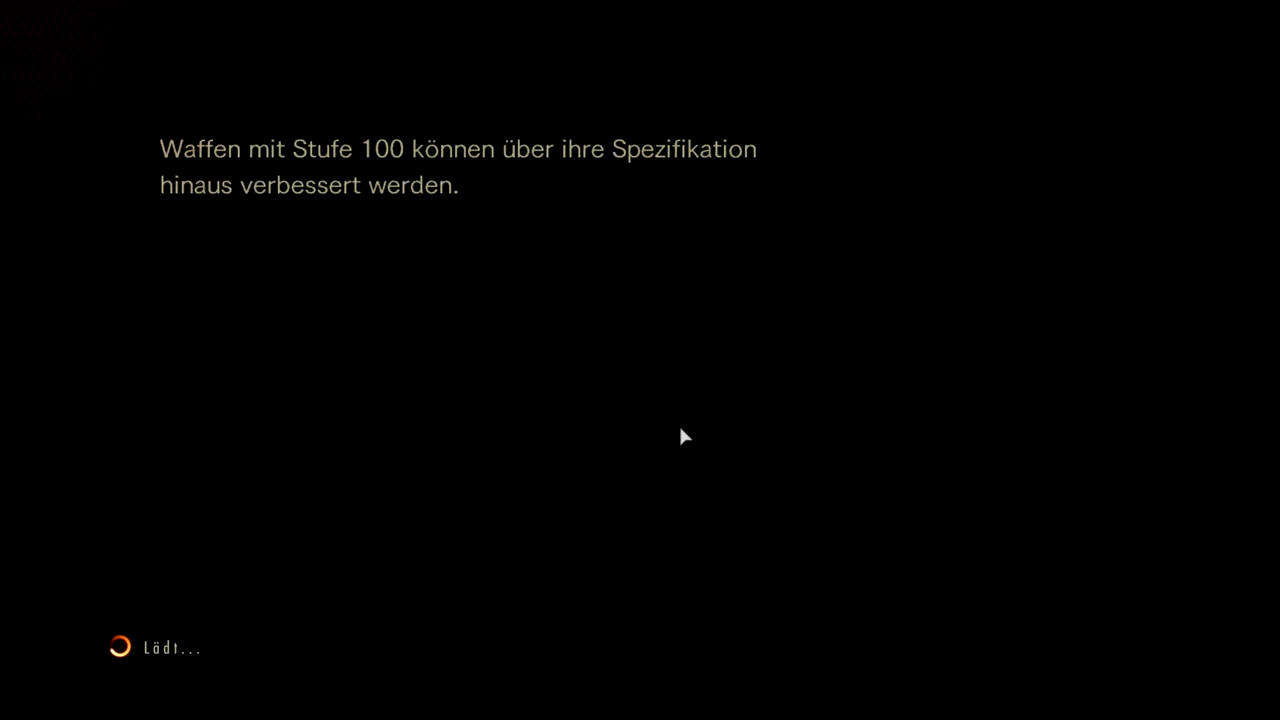 Waffen mit Stufe 100 können über ihre Spezifikation
hinaus verbessert werden.
Lädt...